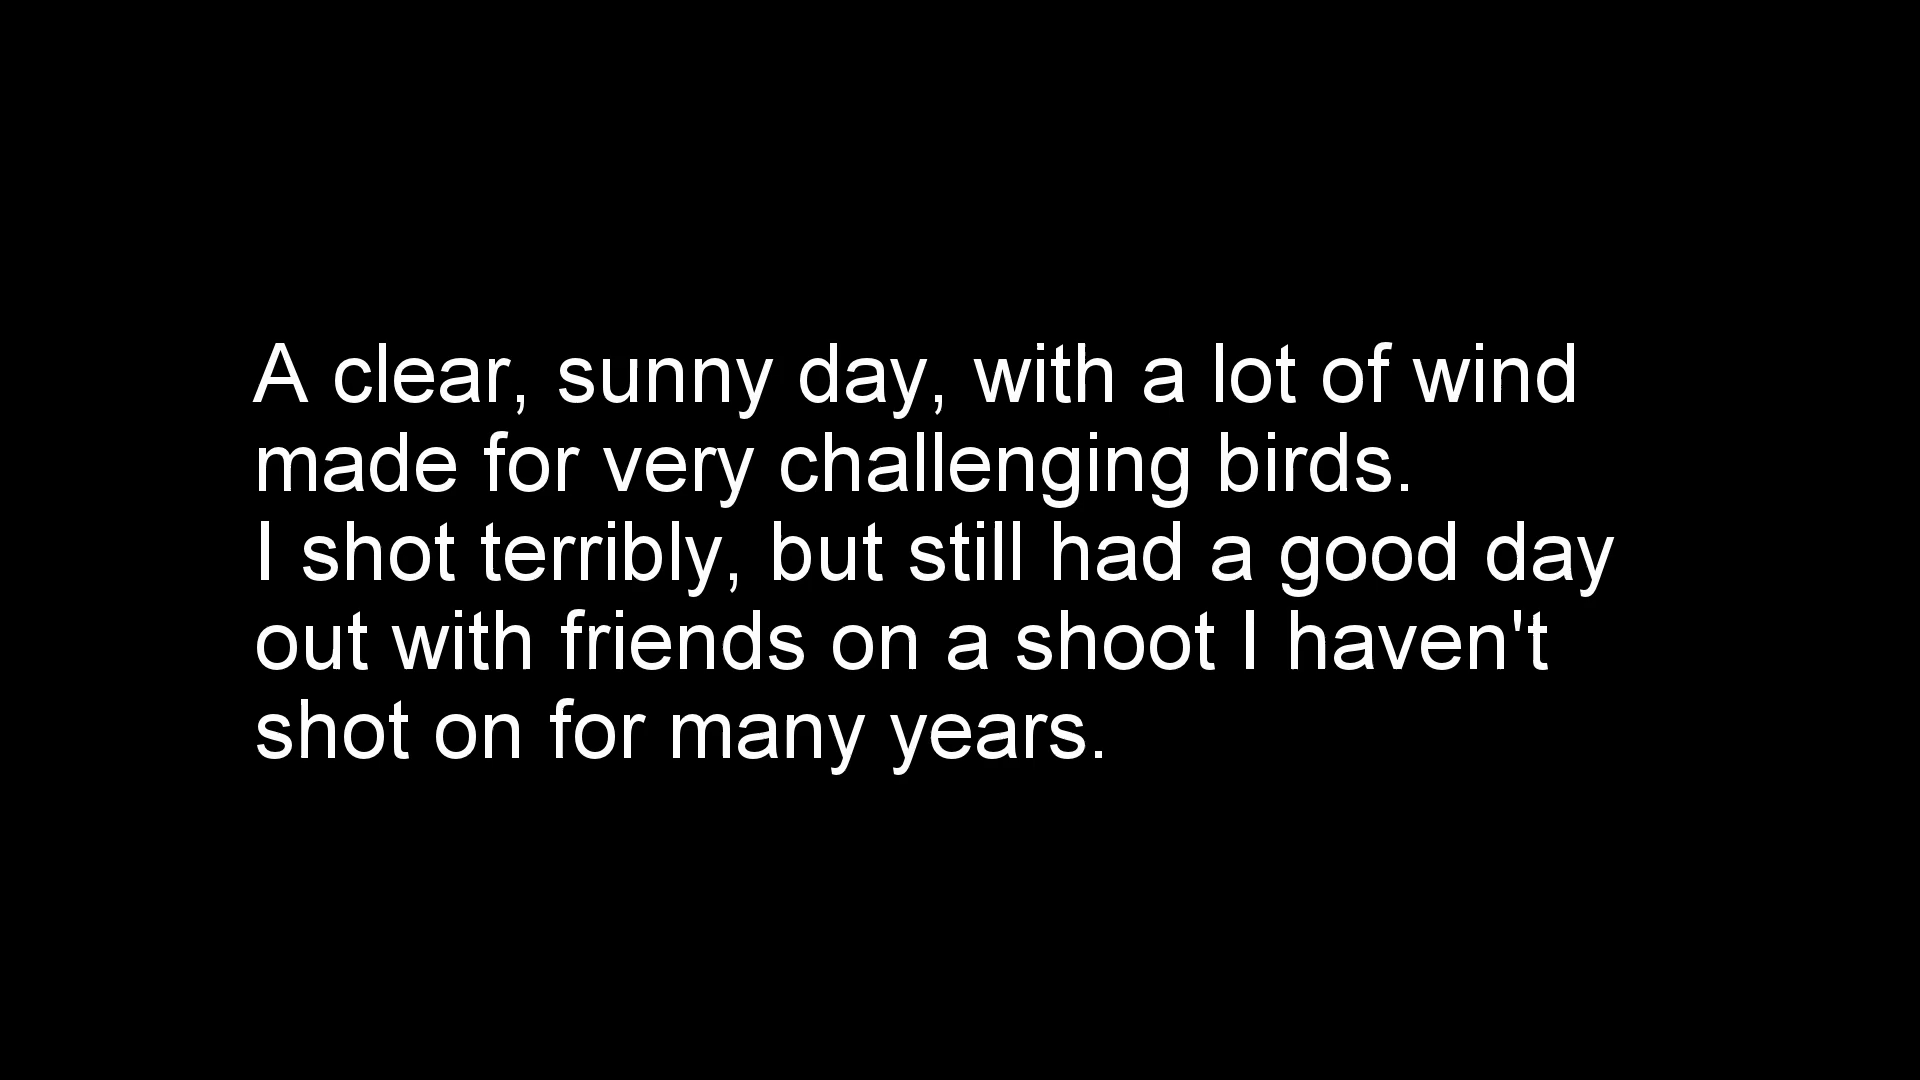 A clear, sunny day, with a lot of wind
made for very challenging birds.
I shot terribly, but still had a good day
out with friends on a shoot I haven't
shot on for many years.